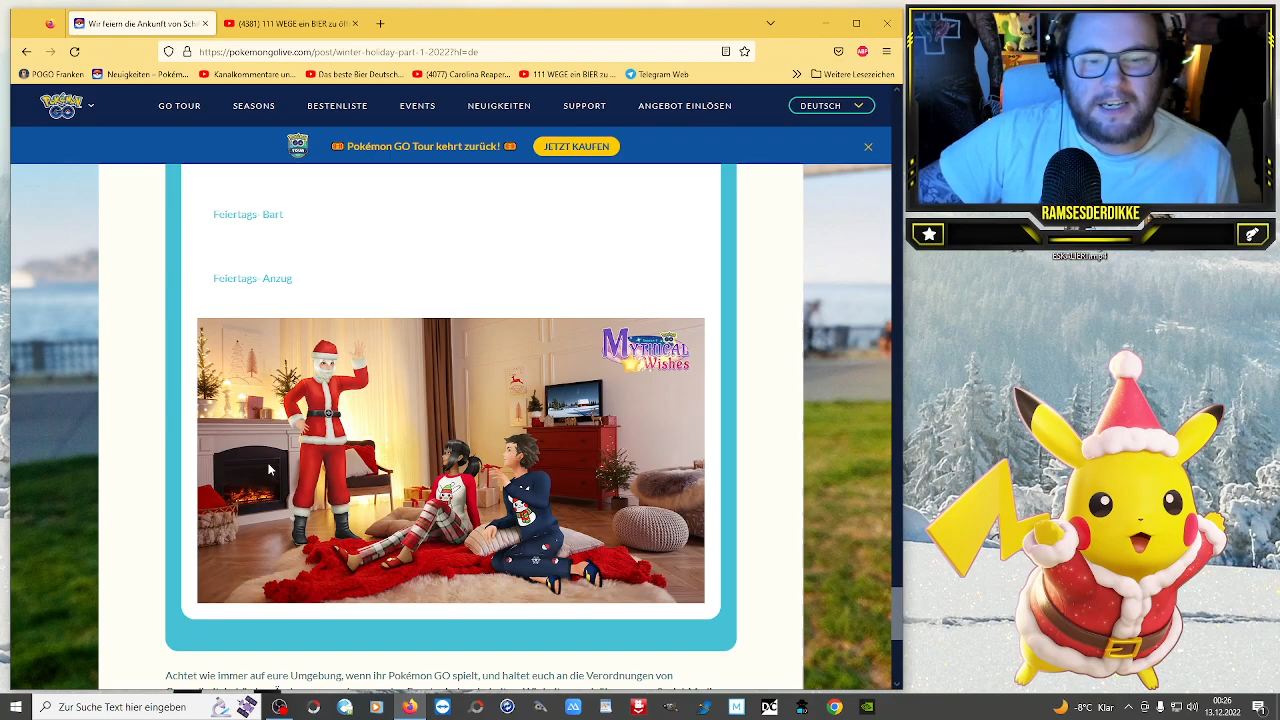 Wir feiern die Ankunft von Sch
(4381) 111 WEGE ein BIER zu öf
https://pokemongolive.com/post/winter-holiday-part-1-2022?hl=de
POGO Franken
Neuigkeiten – Pokém...
Kanalkommentare un...
Das beste Bier Deutsc...
(4077) Carolina Reaper...
111 WEGE ein BIER zu ...
Telegram Web
Weitere Lesezeichen
GO TOUR
SEASONS
BESTENLISTE
EVENTS
NEUIGKEITEN
SUPPORT
ANGEBOT EINLÖSEN
DEUTSCH
Pokémon GO Tour kehrt zurück!
JETZT KAUFEN
Feiertags-Bart
Feiertags-Anzug
MYTHICAL
Wishes
Achtet wie immer auf eure Umgebung, wenn ihr Pokémon GO spielt, und haltet euch an die Verordnungen von
RAMSESDERDIKKE
ESKALIER!.mp4
Zur Suche Text hier eingeben
-8°C Klar
00:26
13.12.2022